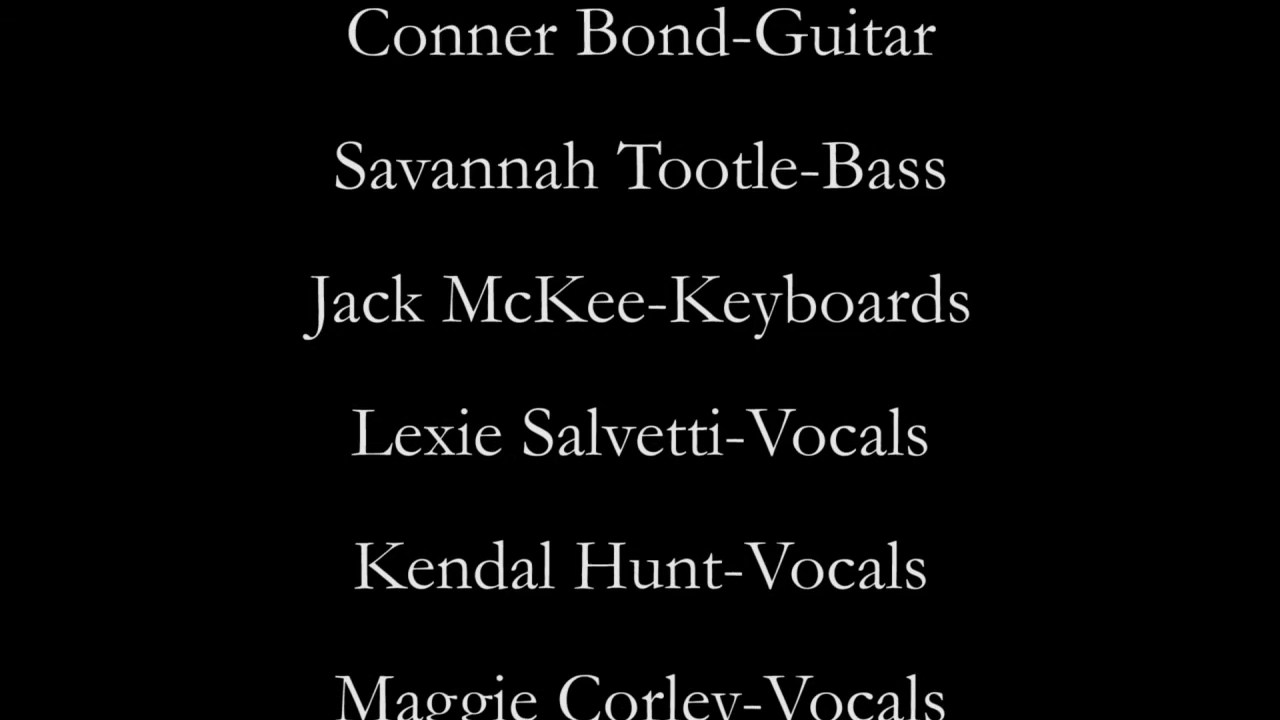 Conner Bond-Guitar
Savannah Tootle-Bass
Jack McKee-Keyboards
Lexie Salvetti-Vocals
Kendal Hunt-Vocals
Maggie Corley-Vocals